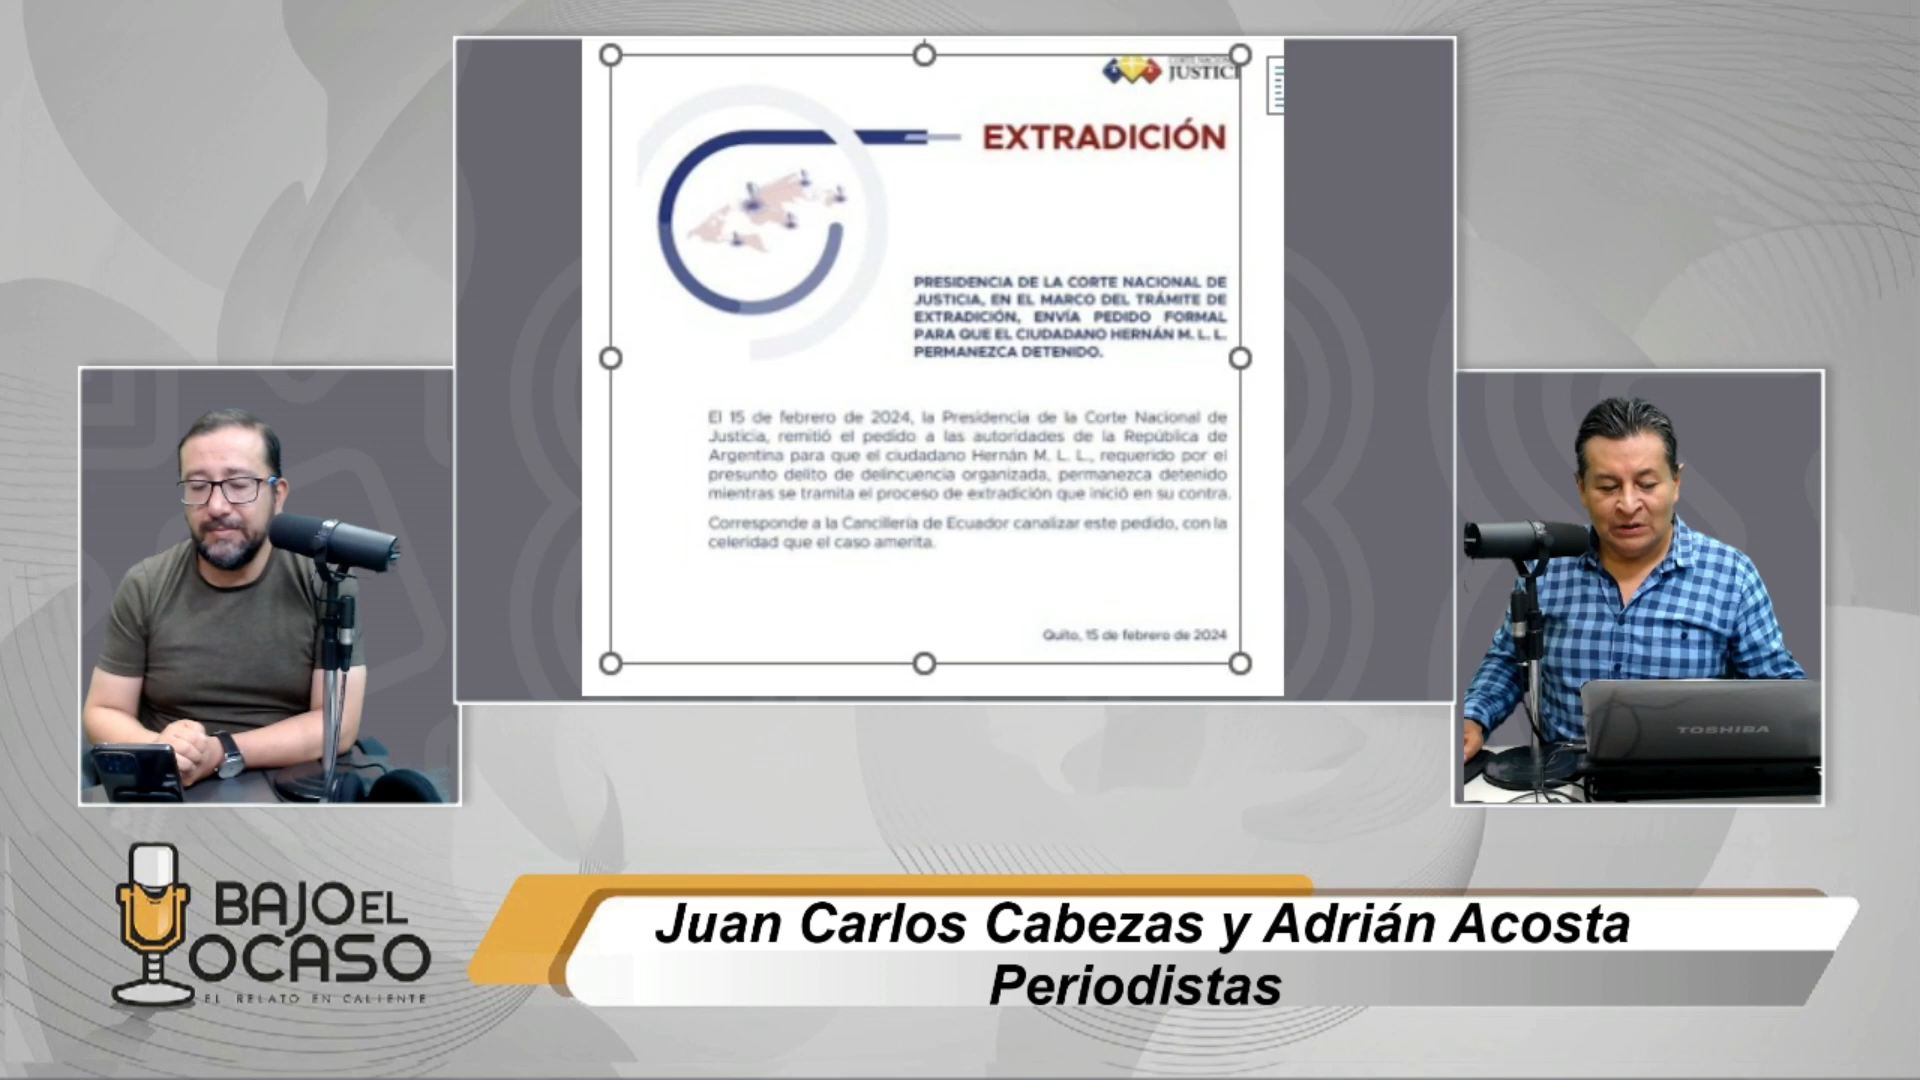 CORTE NACIONAL
JUSTICI
EXTRADICIÓN
PRESIDENCIA DE LA CORTE NACIONAL DE
JUSTICIA, EN EL MARCO DEL TRÁMITE DE
EXTRADICIÓN, ENVÍA PEDIDO FORMAL
PARA QUE EL CIUDADANO HERNÁN M. L. L.
PERMANEZCA DETENIDO.
El 15 de febrero de 2024, la Presidencia de la Corte Nacional de
Justicia, remitió el pedido a las autoridades de la República de
Argentina para que el ciudadano Hernán M. L. L., requerido por el
presunto delito de delincuencia organizada, permanezca detenido
mientras se tramita el proceso de extradición que inició en su contra.
Corresponde a la Cancillería de Ecuador canalizar este pedido, con la
celeridad que el caso amerita.
Quito, 15 de febrero de 2024
TOSHIBA
BAJO EL
OCASO
EL RELATO EN CALIENTE
Juan Carlos Cabezas y Adrián Acosta
Periodistas